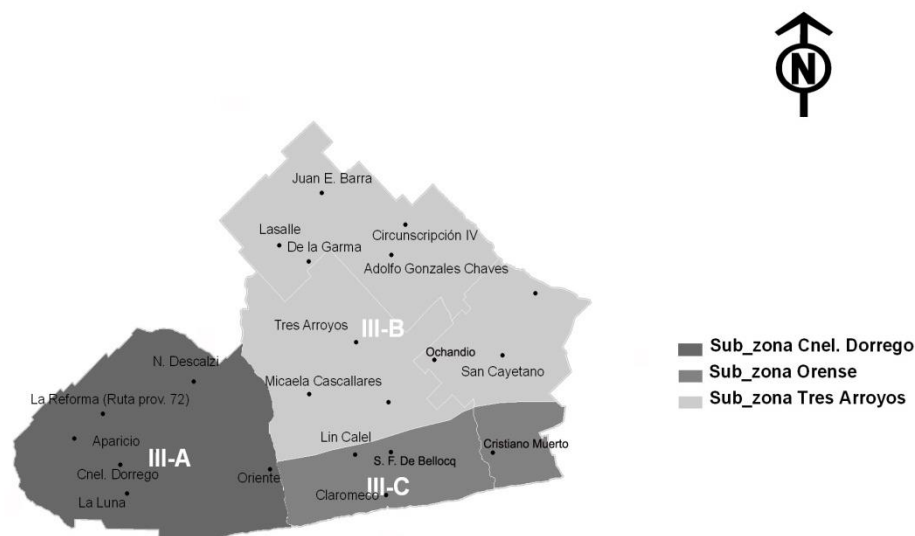 N
Juan E. Barra
Lasalle
Circunscripción IV
De la Garma
Adolfo Gonzales Chaves
Tres Arroyos
III-B
Ochandio
San Cayetano
N. Descalzi
Micaela Cascallares
La Reforma (Ruta prov. 72)
Aparicio
Lin Calel
Cristiano Muerto
III-A
S. F. De Bellocq
Cnel. Dorrego
Oriente
III-C
Claromeco
La Luna
Sub_zona Cnel. Dorrego
Sub_zona Orense
Sub_zona Tres Arroyos